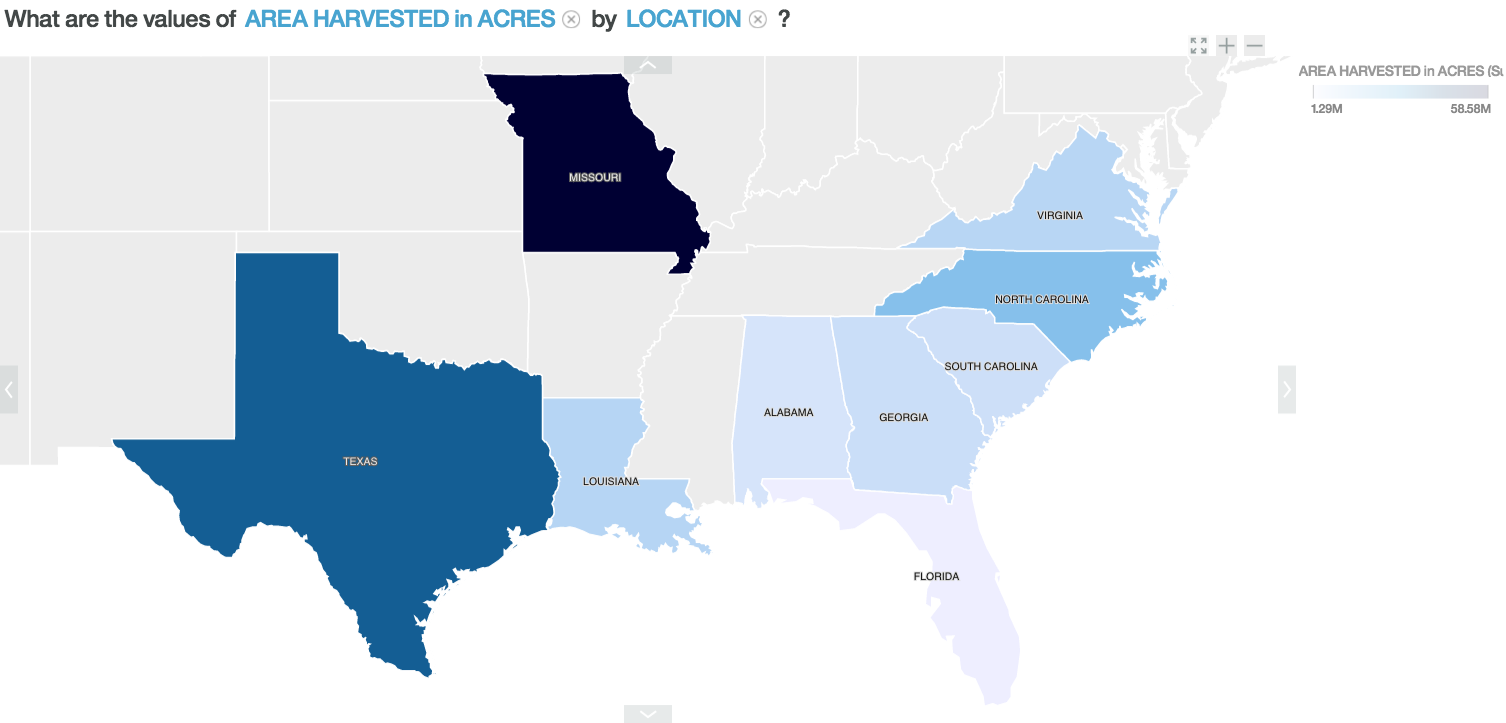 What are the values of AREA HARVESTED in ACRES by LOCATION ?
AREA HARVESTED in ACRES (Su
1.29M 58.58M
MISSOURI
VIRGINIA
NORTH CAROLINA
SOUTH CAROLINA
ALABAMA
GEORGIA
TEXAS
LOUISIANA
FLORIDA